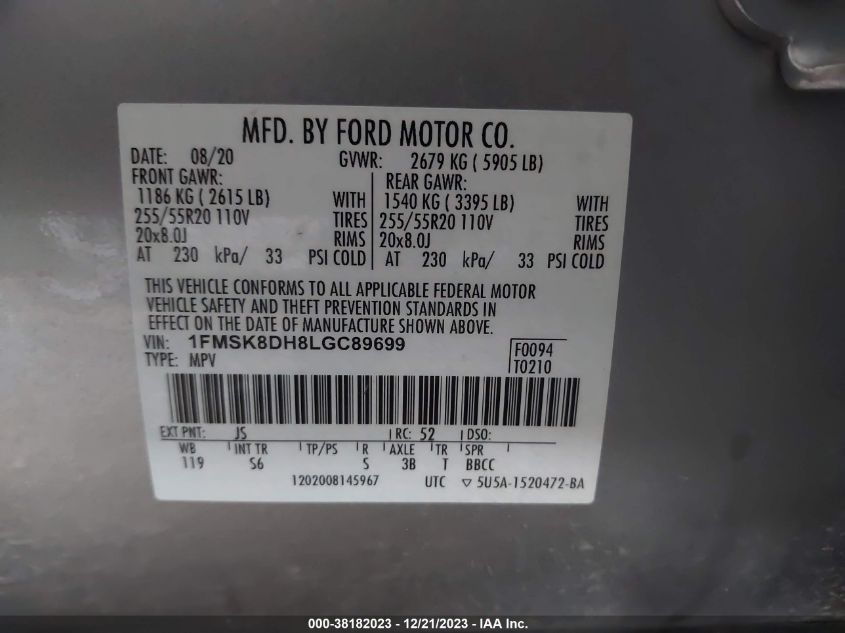 MFD. BY FORD MOTOR CO.
DATE: 08/20 GVWR: 2679 KG ( 5905 LB)
FRONT GAWR: REAR GAWR:
1186 KG ( 2615 LB) WITH 1540 KG ( 3395 LB) WITH
255/55R20 110V TIRES 255/55R20 110V TIRES
20x8.0J RIMS 20x8.0J RIMS
AT 230 kPa/ 33 PSI COLD AT 230 kPa/ 33 PSI COLD
THIS VEHICLE CONFORMS TO ALL APPLICABLE FEDERAL MOTOR
VEHICLE SAFETY AND THEFT PREVENTION STANDARDS IN
EFFECT ON THE DATE OF MANUFACTURE SHOWN ABOVE.
VIN: 1FMSK8DH8LGC89699 F0094
TYPE: MPV T0210
EXT PNT: JS RC: 52 DSO:
WB INT TR TP/PS R AXLE TR SPR
119 S6 S 3B T BBCC
1202008145967 UTC ▽ 5U5A-1520472-BA
000-38182023 - 12/21/2023 - IAA Inc.